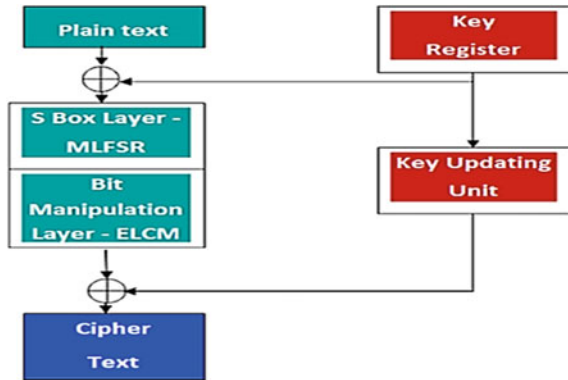 Plain text
Key
Register
S Box Layer -
MLFSR
Key Updating
Unit
Bit
Manipulation
Layer - ELCM
Cipher
Text